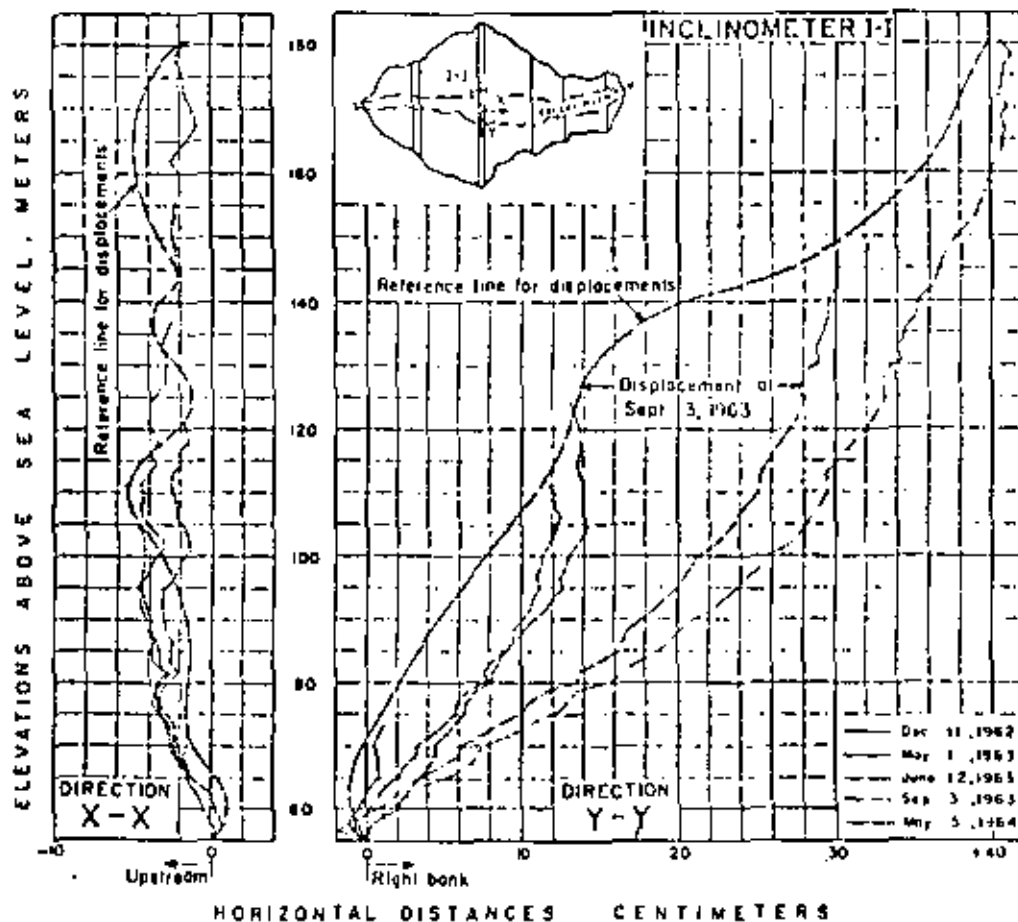 INCLINOMETER I-I
ELEVATIONS ABOVE SEA LEVEL, METERS
180
160
140
120
100
80
60
I-I
Reference line for displacements
Reference line for displacements
Displacement at
Sept 3, 1963
Dec 11, 1962
May 1, 1963
June 12, 1963
Sep 3, 1963
May 5, 1964
DIRECTION
X-X
DIRECTION
Y-Y
-10
0
0
10
20
30
+40
Upstream
Right bank
HORIZONTAL DISTANCES CENTIMETERS